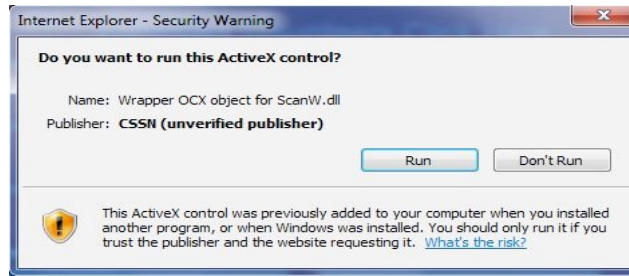 Internet Explorer - Security Warning
Do you want to run this ActiveX control?
Name: Wrapper OCX object for ScanW.dll
Publisher: CSSN (unverified publisher)
Run Don't Run
This ActiveX control was previously added to your computer when you installed
another program, or when Windows was installed. You should only run it if you
trust the publisher and the website requesting it. What's the risk?